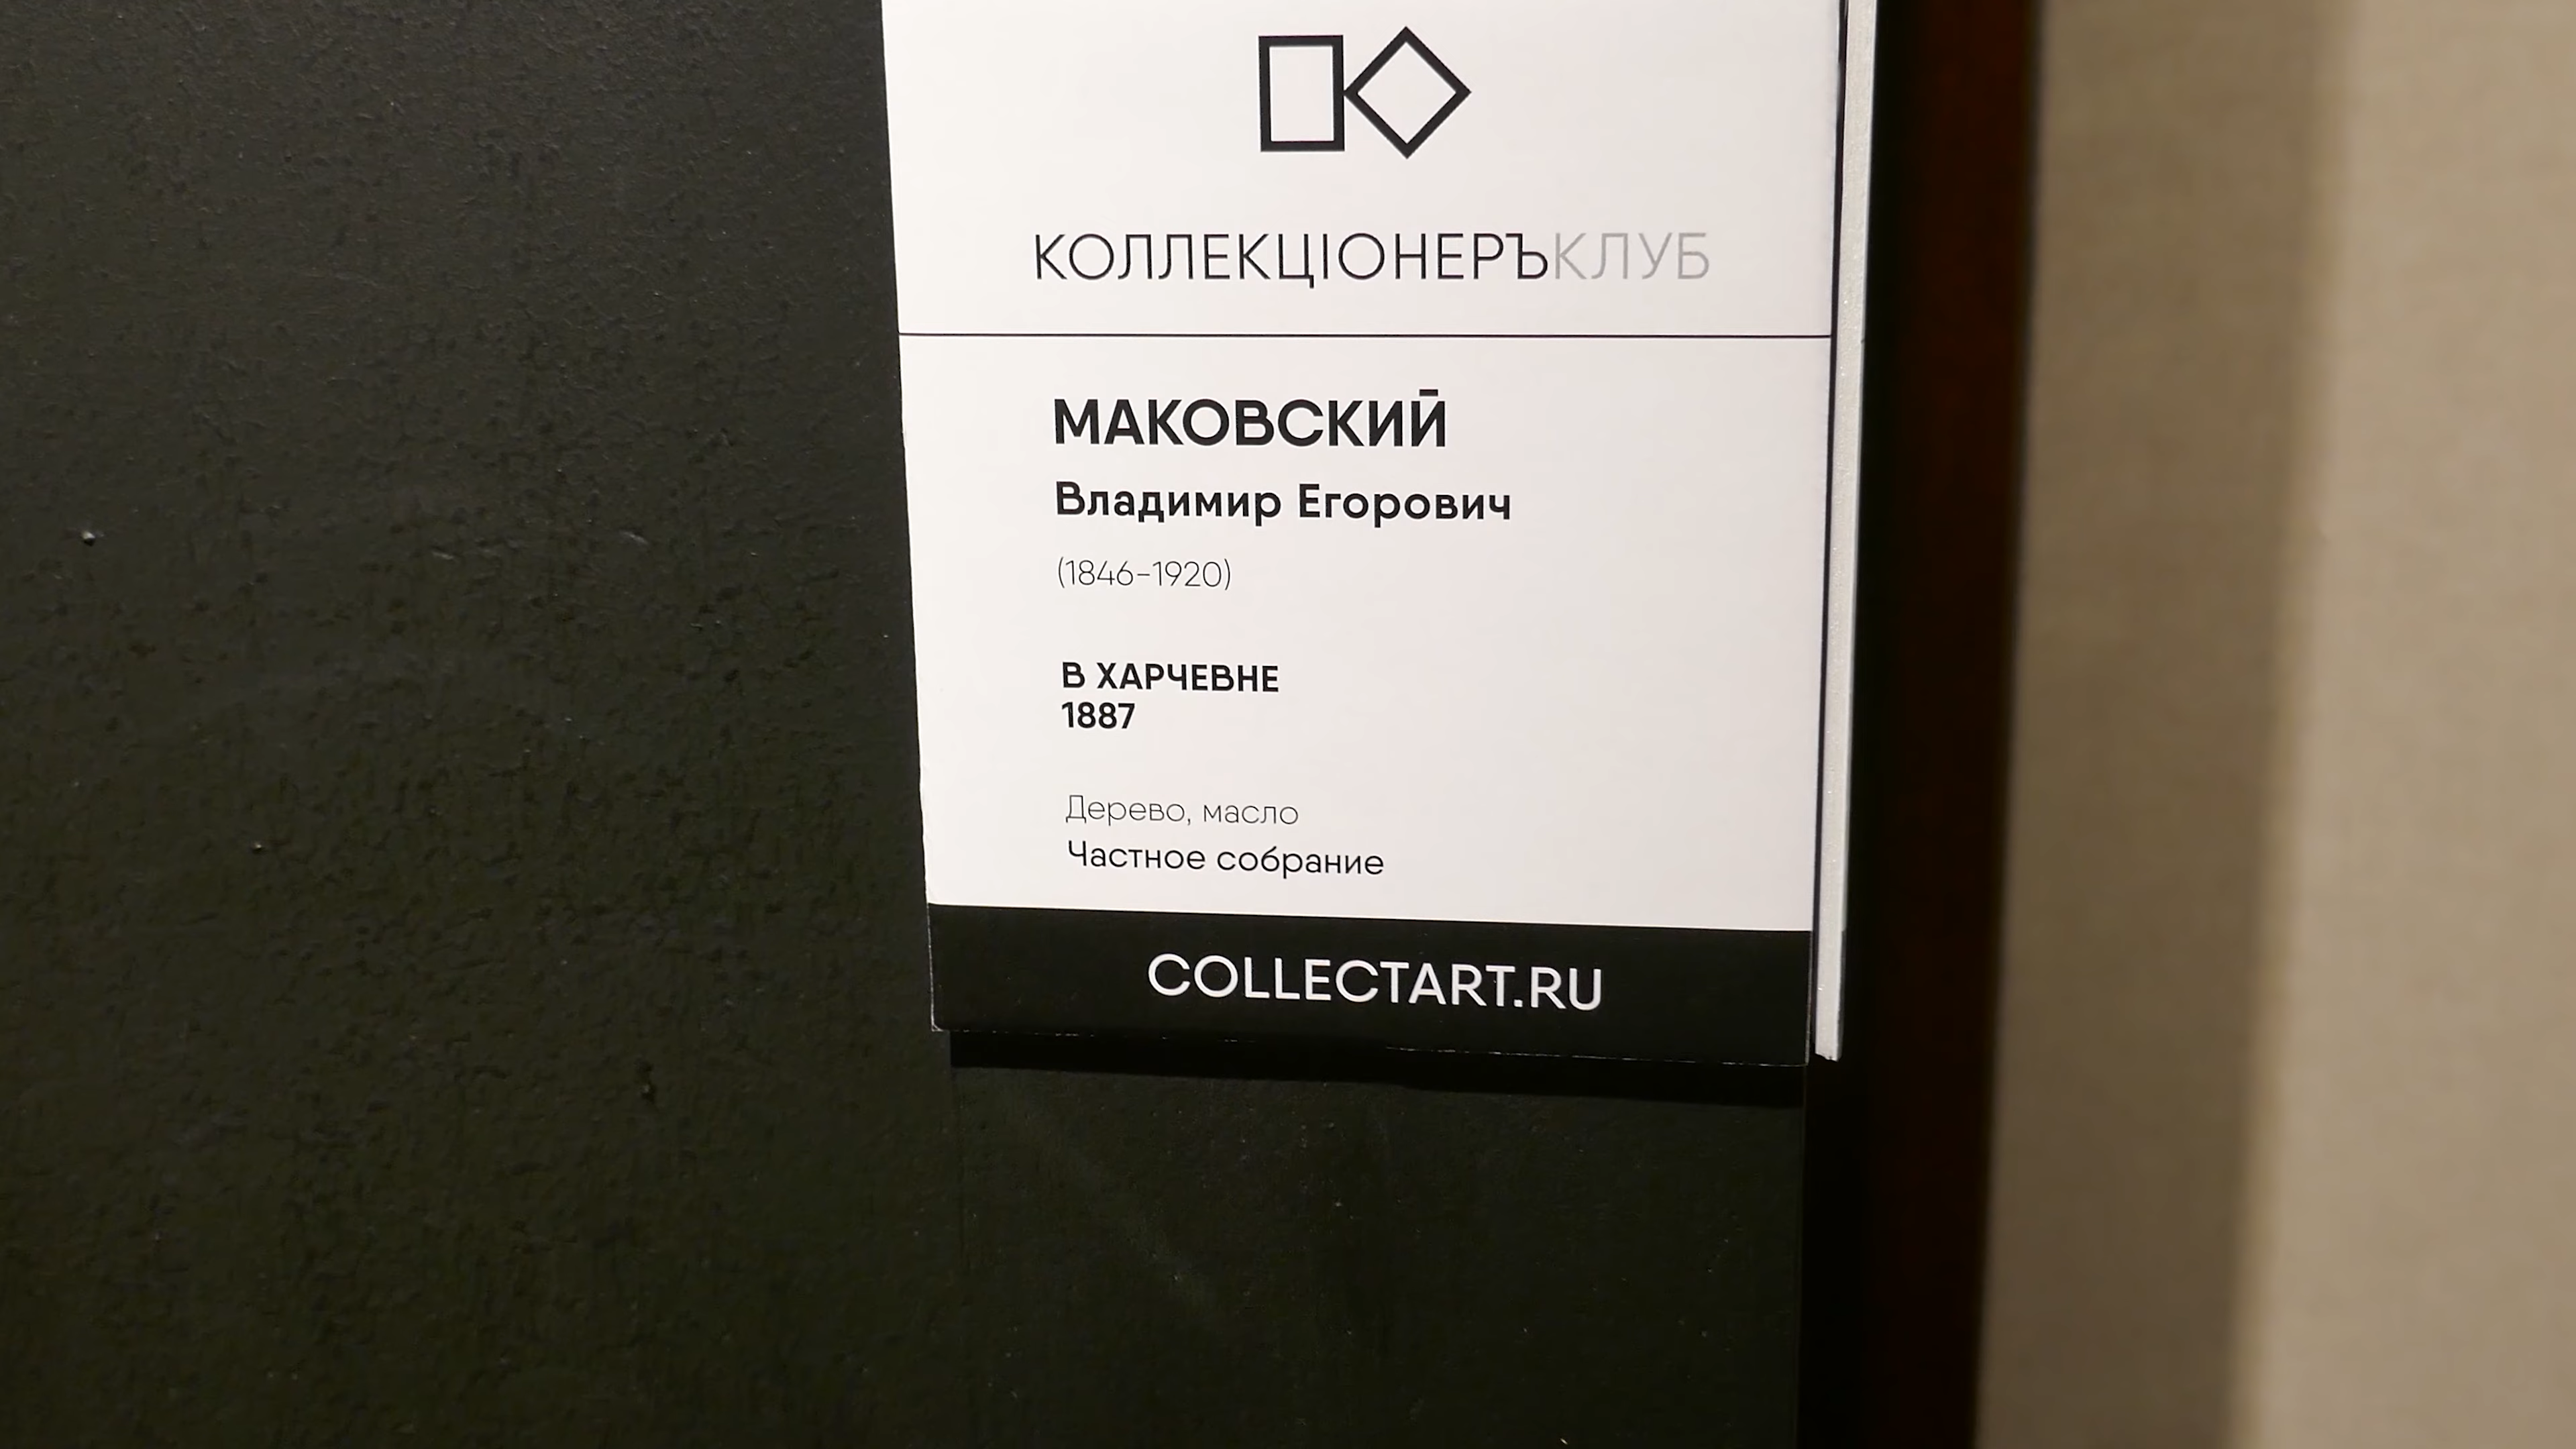 КОЛЛЕКЦIОНЕРЪКЛУБ
МАКОВСКИЙ
Владимир Егорович
(1846–1920)
В ХАРЧЕВНЕ
1887
Дерево, масло
Частное собрание
COLLECTART.RU